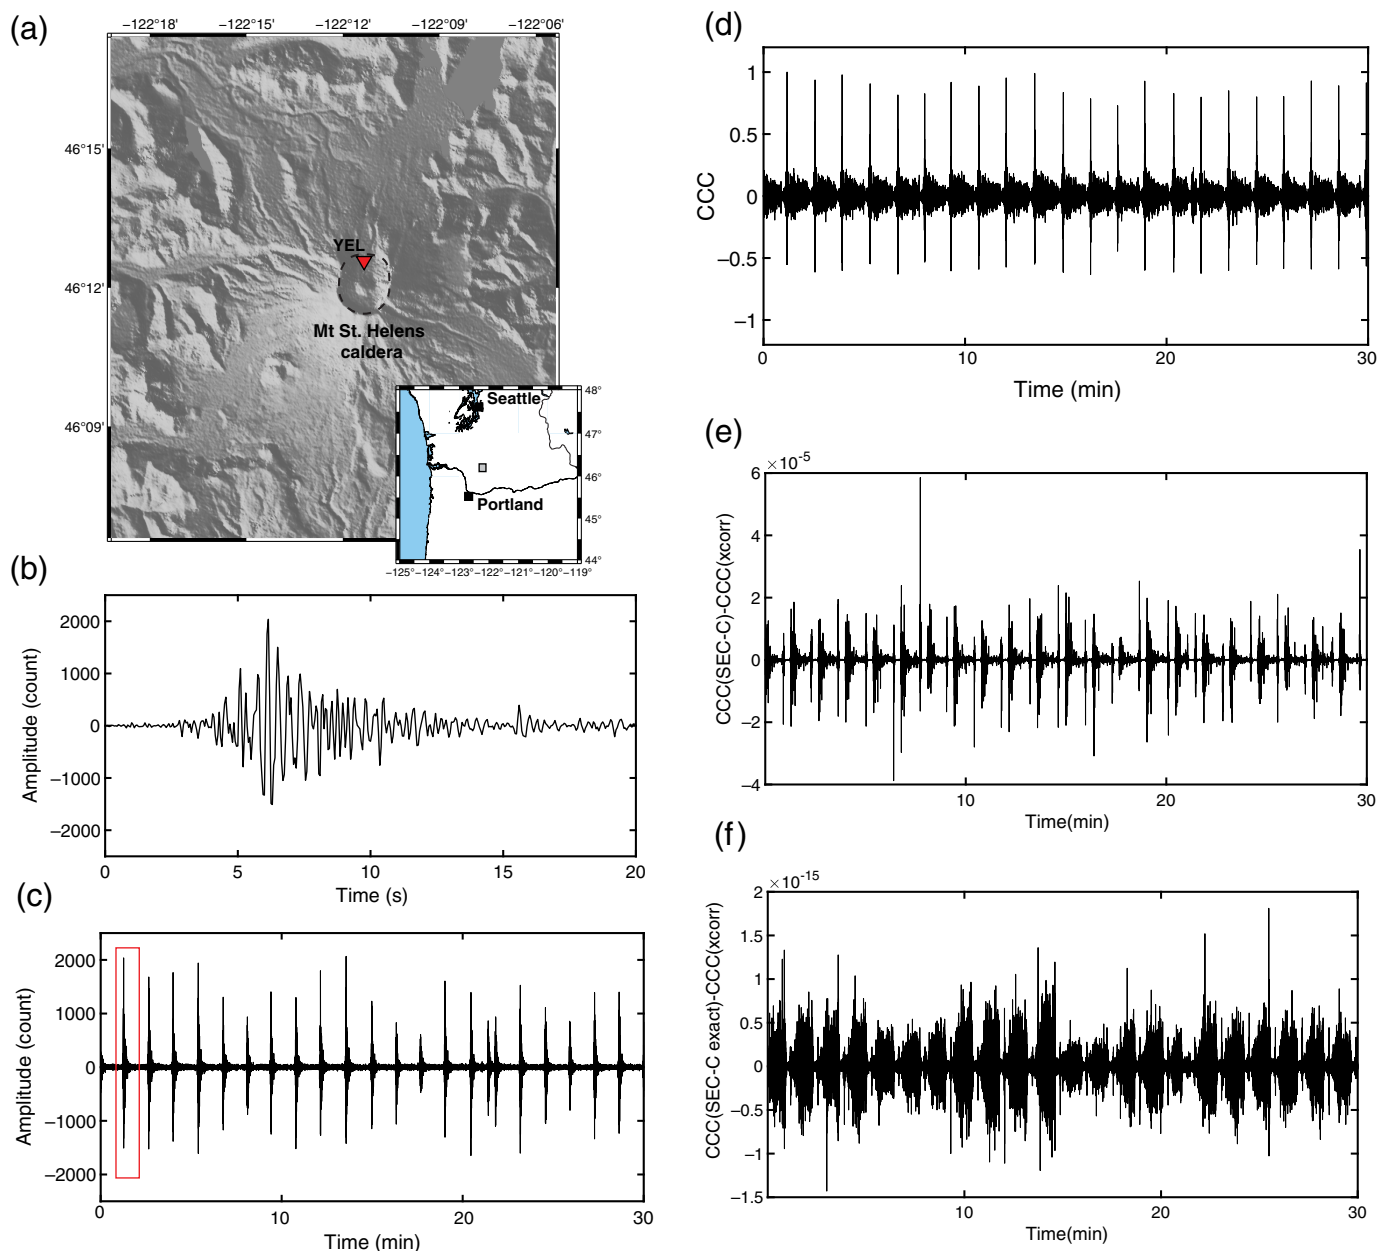 (a)
−122°18' −122°15' −122°12' −122°09' −122°06'
46°15'
46°12'
46°09'
YEL
Mt St. Helens
caldera
Seattle
Portland
48°
47°
46°
45°
44°
−125° −124° −123° −122° −121° −120° −119°
(b)
Amplitude (count)
2000
1000
0
−1000
−2000
0 5 10 15 20
Time (s)
(c)
Amplitude (count)
2000
1000
0
−1000
−2000
0 10 20 30
Time (min)
(d)
CCC
1
0.5
0
−0.5
−1
0 10 20 30
Time (min)
(e)
×10⁻⁵
CCC(SEC-C)-CCC(xcorr)
6
4
2
0
−2
−4
10 20 30
Time(min)
(f)
×10⁻¹⁵
CCC(SEC-C exact)-CCC(xcorr)
2
1.5
1
0.5
0
−0.5
−1
−1.5
10 20 30
Time(min)